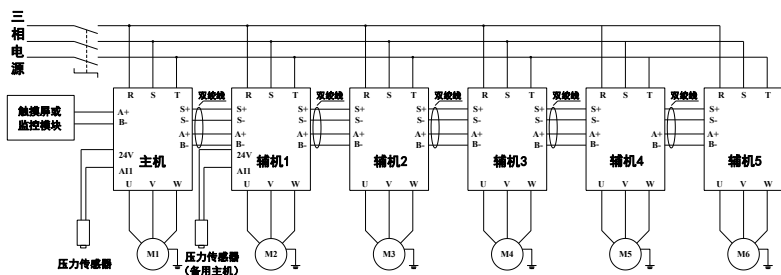 三
相
电
源
R S T R S T R S T R S T R S T R S T
双绞线 双绞线 双绞线 双绞线 双绞线
触摸屏或
监控模块
A+
B-
S+ S+ S+ S+ S+ S+ S+ S+ S+ S+
S- S- S- S- S- S- S- S- S- S-
A+ A+ A+ A+ A+ A+ A+ A+ A+ A+
B- B- B- B- B- B- B- B- B- B-
24V 主机 24V 辅机1 辅机2 辅机3 辅机4 辅机5
AI1 AI1
U V W U V W U V W U V W U V W U V W
M1 M2 M3 M4 M5 M6
压力传感器
压力传感器
(备用主机)